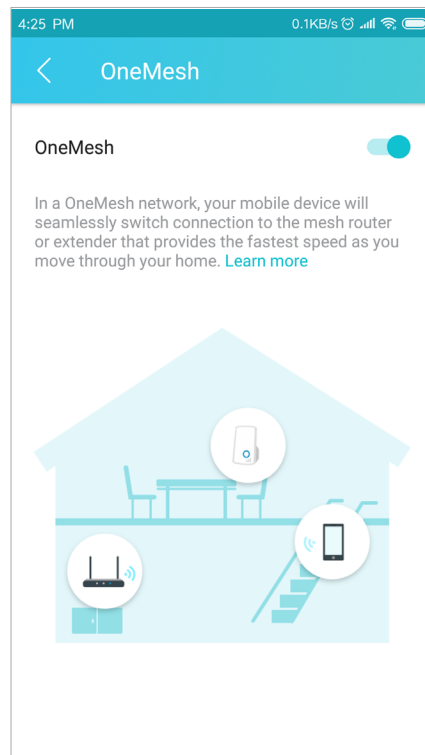 4:25 PM 0.1KB/s
OneMesh
OneMesh
In a OneMesh network, your mobile device will
seamlessly switch connection to the mesh router
or extender that provides the fastest speed as you
move through your home. Learn more